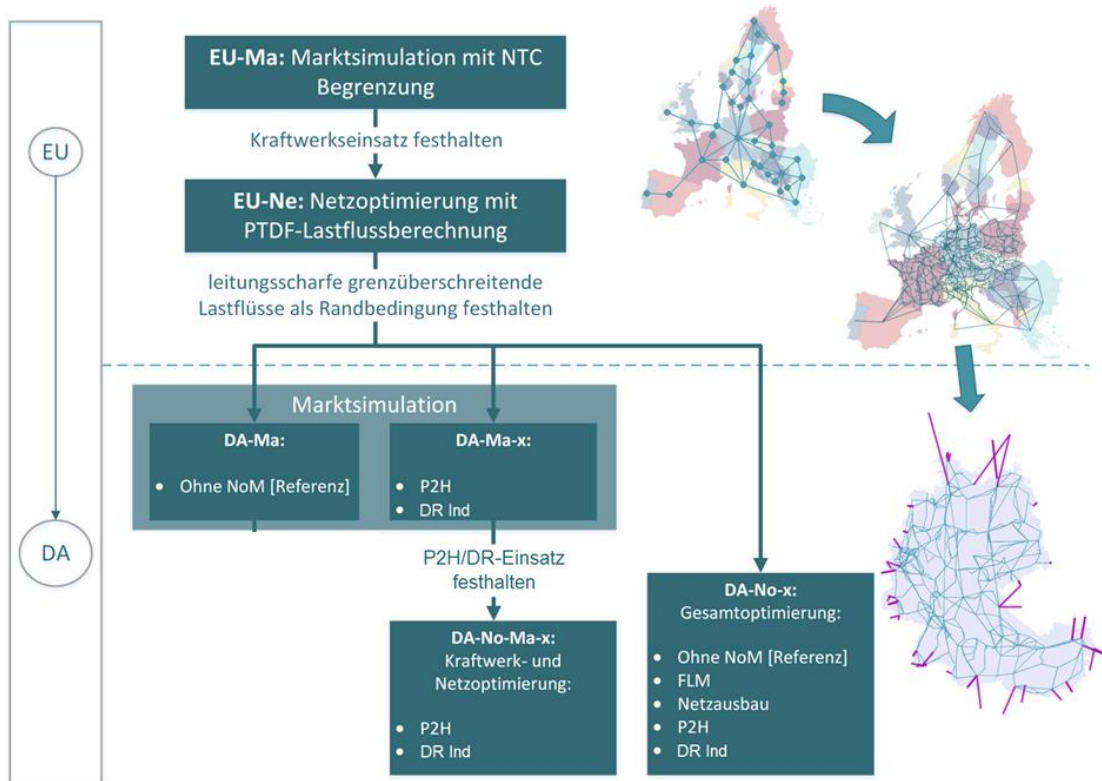 EU-Ma: Marktsimulation mit NTC
Begrenzung
Kraftwerkseinsatz festhalten
EU
EU-Ne: Netzoptimierung mit
PTDF-Lastflussberechnung
leitungsscharfe grenzüberschreitende
Lastflüsse als Randbedingung festhalten
Marktsimulation
DA-Ma:
• Ohne NoM [Referenz]
DA-Ma-x:
• P2H
• DR Ind
DA
P2H/DR-Einsatz
festhalten
DA-No-Ma-x:
Kraftwerk- und
Netzoptimierung:
• P2H
• DR Ind
DA-No-x:
Gesamtoptimierung:
• Ohne NoM [Referenz]
• FLM
• Netzausbau
• P2H
• DR Ind